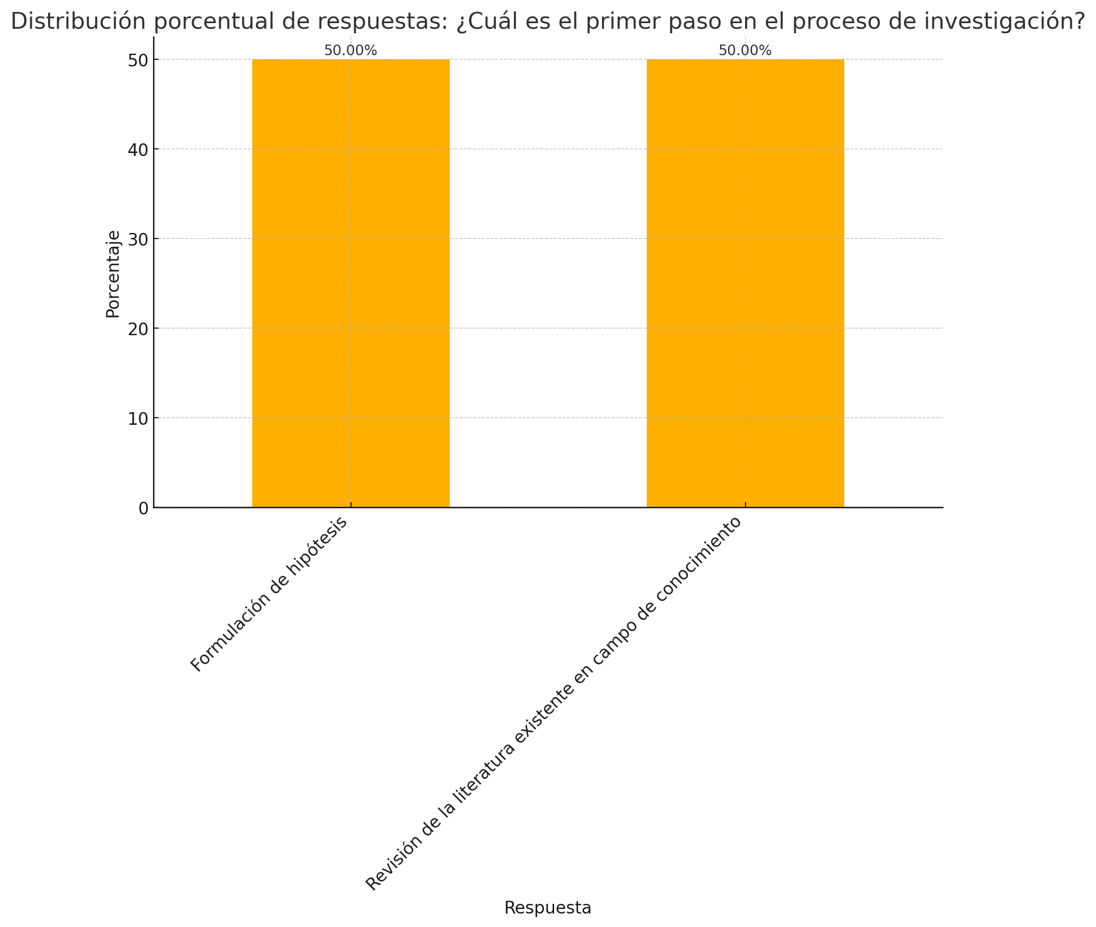 Distribución porcentual de respuestas: ¿Cuál es el primer paso en el proceso de investigación?
50.00%
50.00%
50
40
30
20
10
0
Porcentaje
Formulación de hipótesis
Revisión de la literatura existente en campo de conocimiento
Respuesta